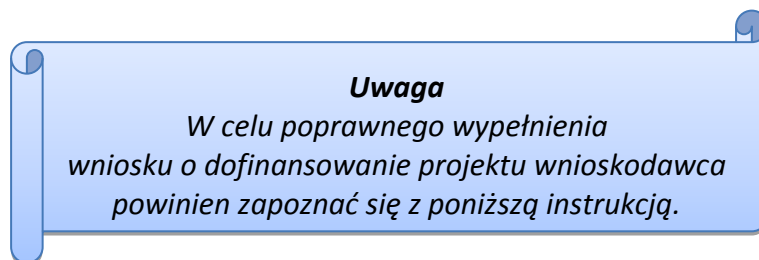 Uwaga
W celu poprawnego wypełnienia
wniosku o dofinansowanie projektu wnioskodawca
powinien zapoznać się z poniższą instrukcją.